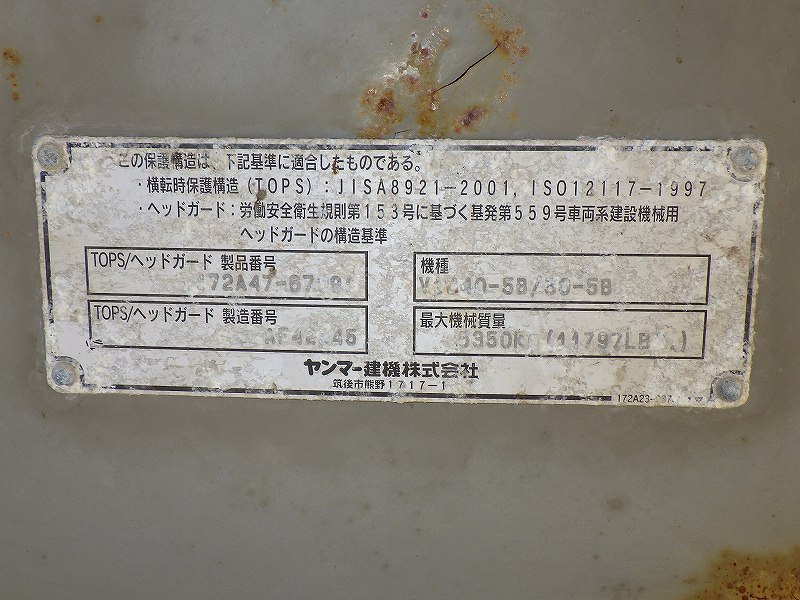 この保護構造は、下記基準に適合したものである。
・横転時保護構造 (TOPS) : JISA8921-2001, ISO12117-1997
・ヘッドガード : 労働安全衛生規則第153号に基づく基発第559号車両系建設機械用
ヘッドガードの構造基準
TOPS/ヘッドガード 製品番号
機種
TOPS/ヘッドガード 製造番号
最大機械質量
ヤンマー建機株式会社
筑後市熊野1717-1